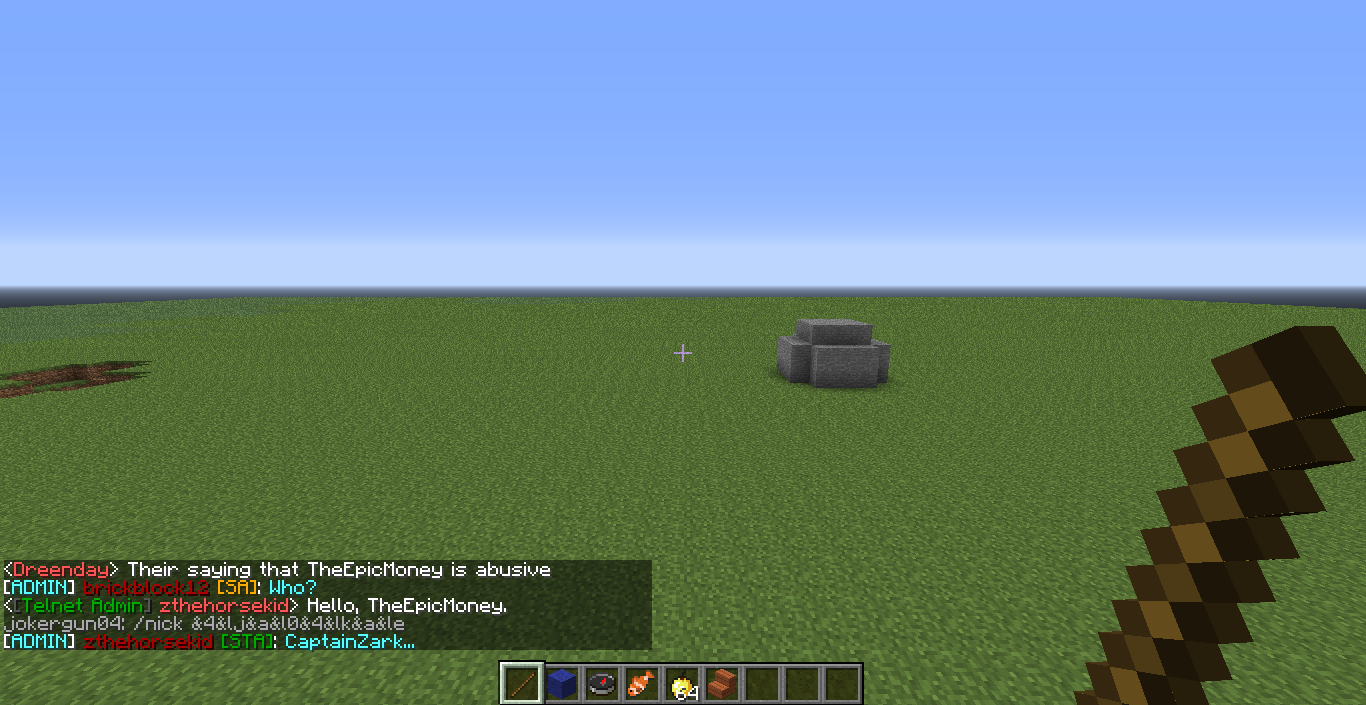 <Dreenday> Their saying that TheEpicMoney is abusive
[ADMIN] brickblock12 [SA]: Who?
<[Telnet Admin] zthehorsekid> Hello, TheEpicMoney.
jokergun04: /nick &4&lj&a&l0&4&lk&a&le
[ADMIN] zthehorsekid [STA]: CaptainZark...
64